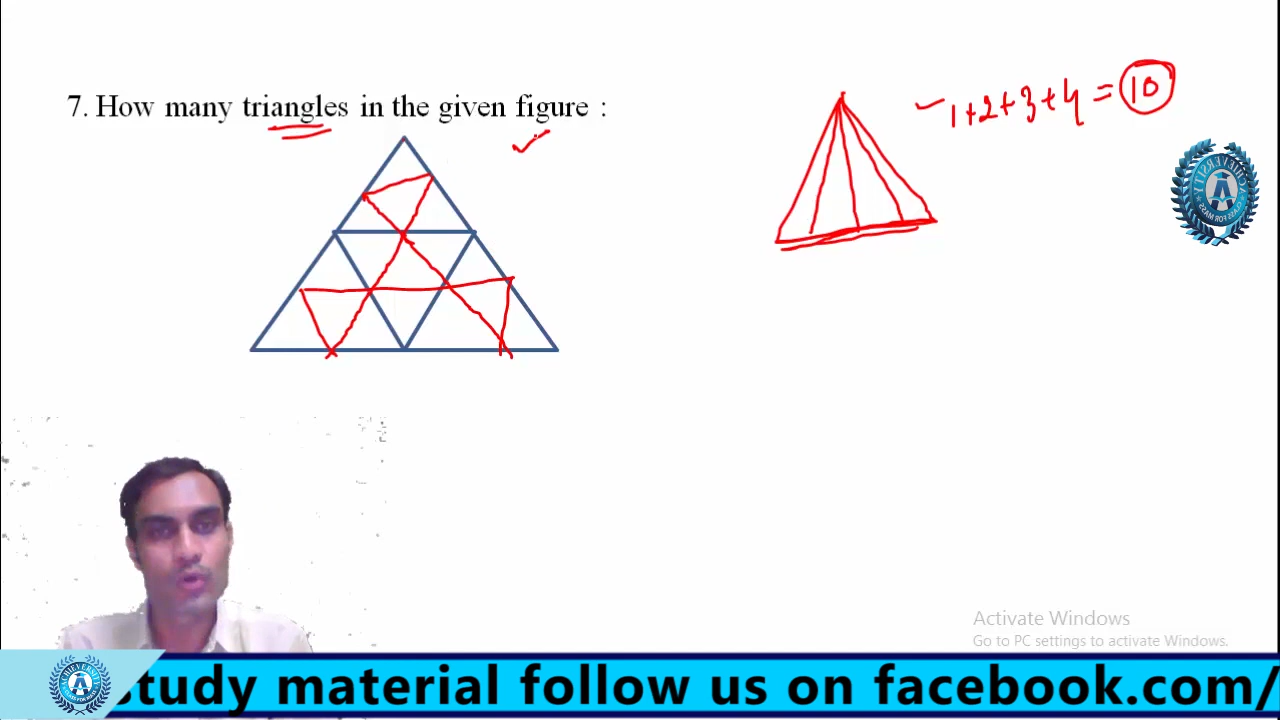 7. How many triangles in the given figure :
1+2+3+4 = 10
Activate Windows
Go to PC settings to activate Windows.
study material follow us on facebook.com/